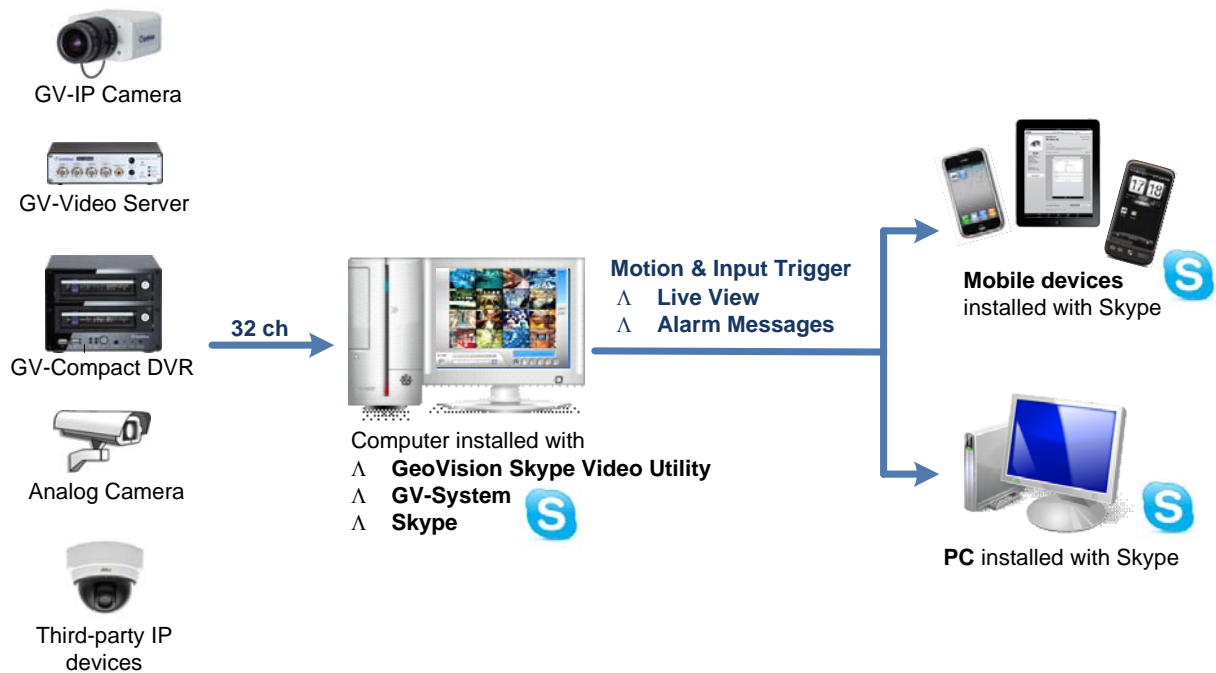 GV-IP Camera
GV-Video Server
GV-Compact DVR
Analog Camera
Third-party IP
devices
32 ch
Computer installed with
Λ GeoVision Skype Video Utility
Λ GV-System
Λ Skype
S
Motion & Input Trigger
Λ Live View
Λ Alarm Messages
17 18
Mobile devices
installed with Skype
S
PC installed with Skype
S